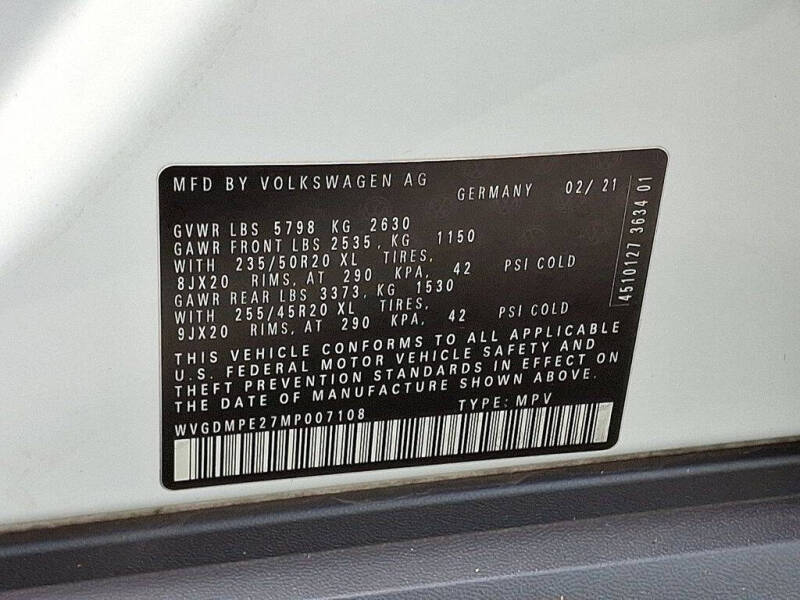 MFD BY VOLKSWAGEN AG GERMANY 02/ 21
GVWR LBS 5798 KG 2630
GAWR FRONT LBS 2535, KG 1150
WITH 235/50R20 XL TIRES,
8JX20 RIMS, AT 290 KPA, 42 PSI COLD
GAWR REAR LBS 3373, KG 1530
WITH 255/45R20 XL TIRES,
9JX20 RIMS, AT 290 KPA, 42 PSI COLD
THIS VEHICLE CONFORMS TO ALL APPLICABLE
U.S. FEDERAL MOTOR VEHICLE SAFETY AND
THEFT PREVENTION STANDARDS IN EFFECT ON
THE DATE OF MANUFACTURE SHOWN ABOVE.
WVGDMPE27MP007108 TYPE: MPV
4510127 3634 01